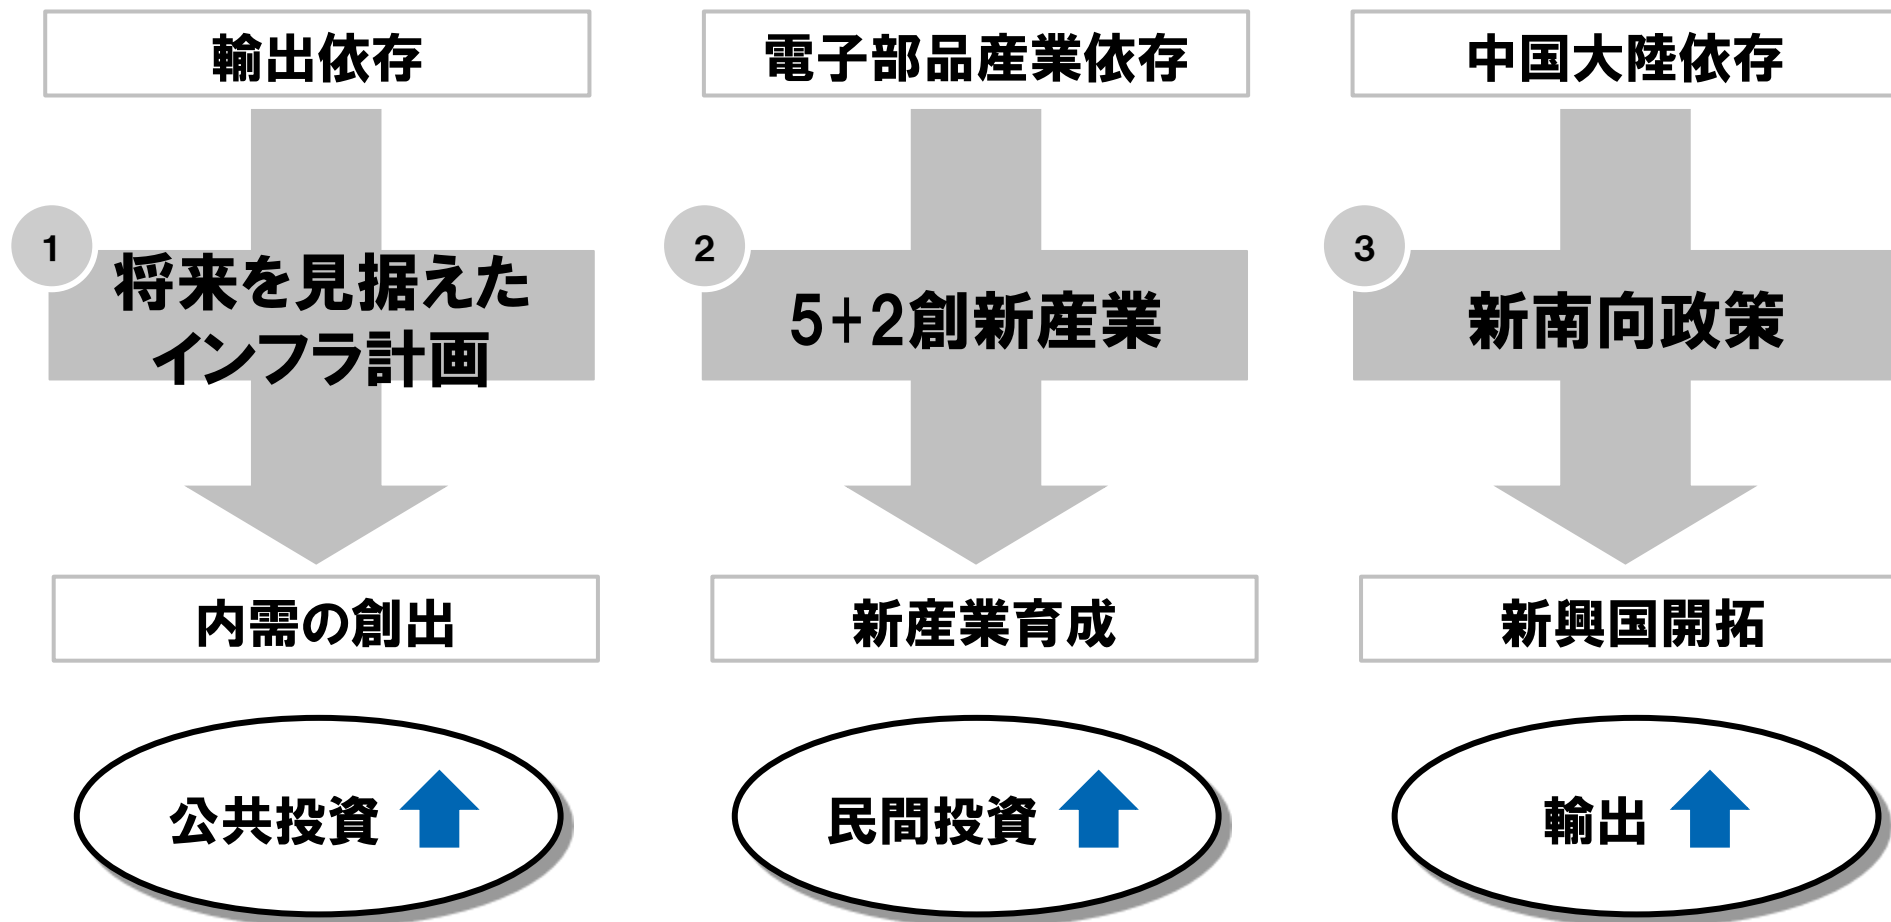 輸出依存
電子部品産業依存
中国大陸依存
1
将来を見据えた
インフラ計画
2
5+2創新産業
3
新南向政策
内需の創出
新産業育成
新興国開拓
公共投資
民間投資
輸出